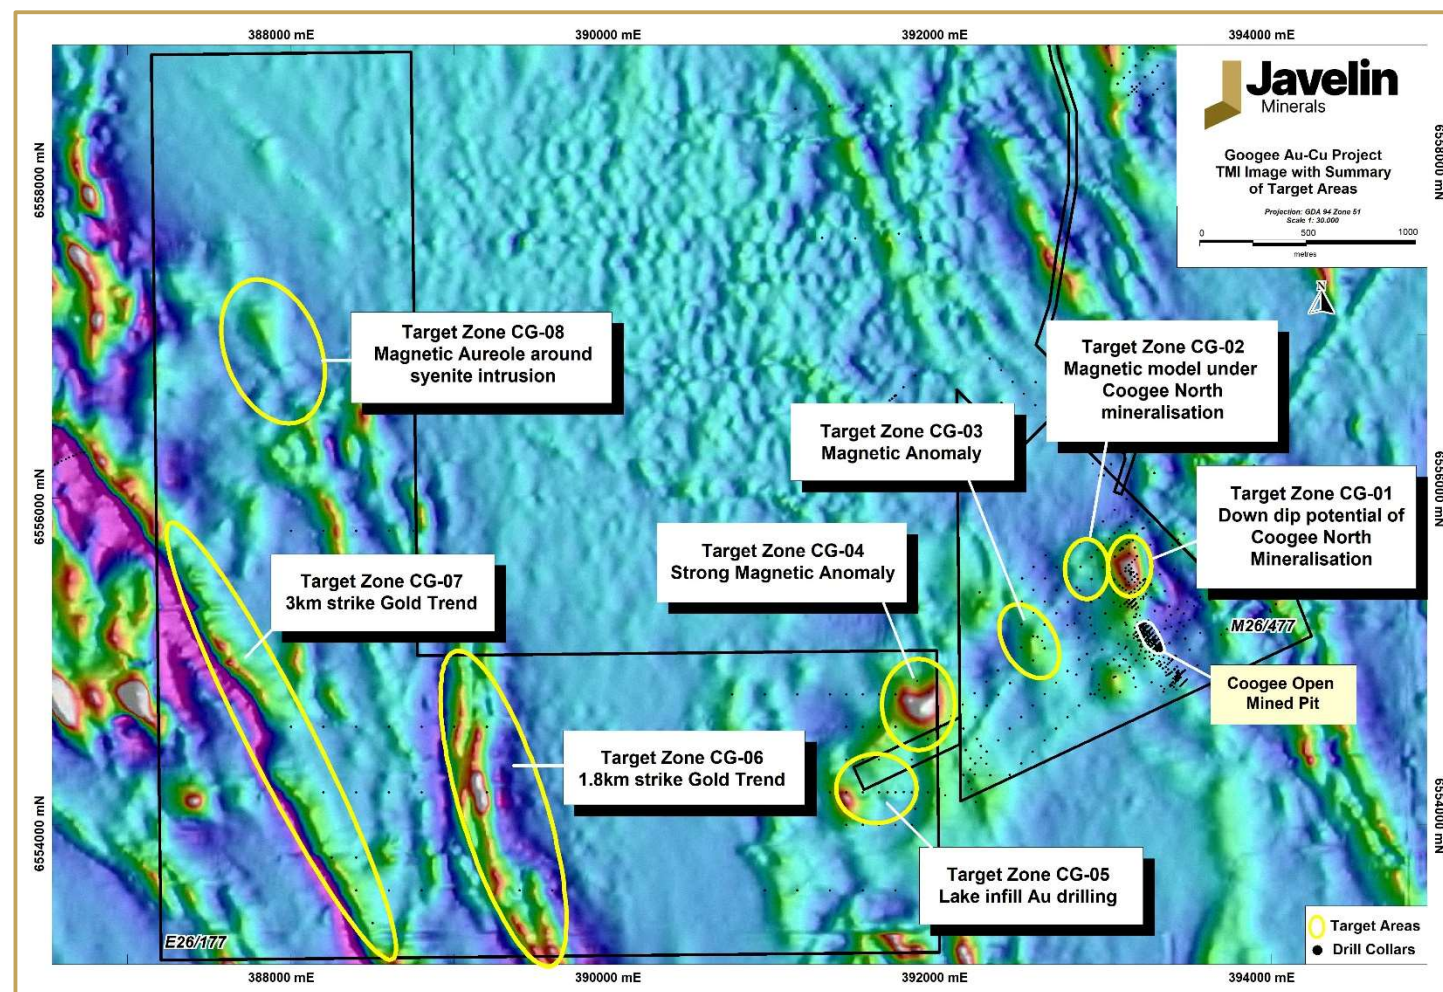 388000 mE
390000 mE
392000 mE
394000 mE
6558000 mN
6556000 mN
6554000 mN
6558000 mN
6556000 mN
6554000 mN
Javelin
Minerals
Googee Au-Cu Project
TMI Image with Summary
of Target Areas
Projection: GDA 94 Zone 51
Scale 1: 30.000
0
500
1000
metres
N
Target Zone CG-08
Magnetic Aureole around
syenite intrusion
Target Zone CG-02
Magnetic model under
Coogee North
mineralisation
Target Zone CG-03
Magnetic Anomaly
Target Zone CG-01
Down dip potential of
Coogee North
Mineralisation
Target Zone CG-04
Strong Magnetic Anomaly
Target Zone CG-07
3km strike Gold Trend
M26/477
Coogee Open
Mined Pit
Target Zone CG-06
1.8km strike Gold Trend
Target Zone CG-05
Lake infill Au drilling
E26/177
Target Areas
Drill Collars
388000 mE
390000 mE
392000 mE
394000 mE